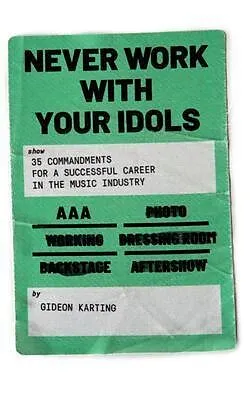 NEVER WORK
WITH
YOUR IDOLS
show
35 COMMANDMENTS
FOR A SUCCESSFUL CAREER
IN THE MUSIC INDUSTRY
AAA PHOTO
WORKING DRESSING ROOM
BACKSTAGE AFTERSHOW
by
GIDEON KARTING